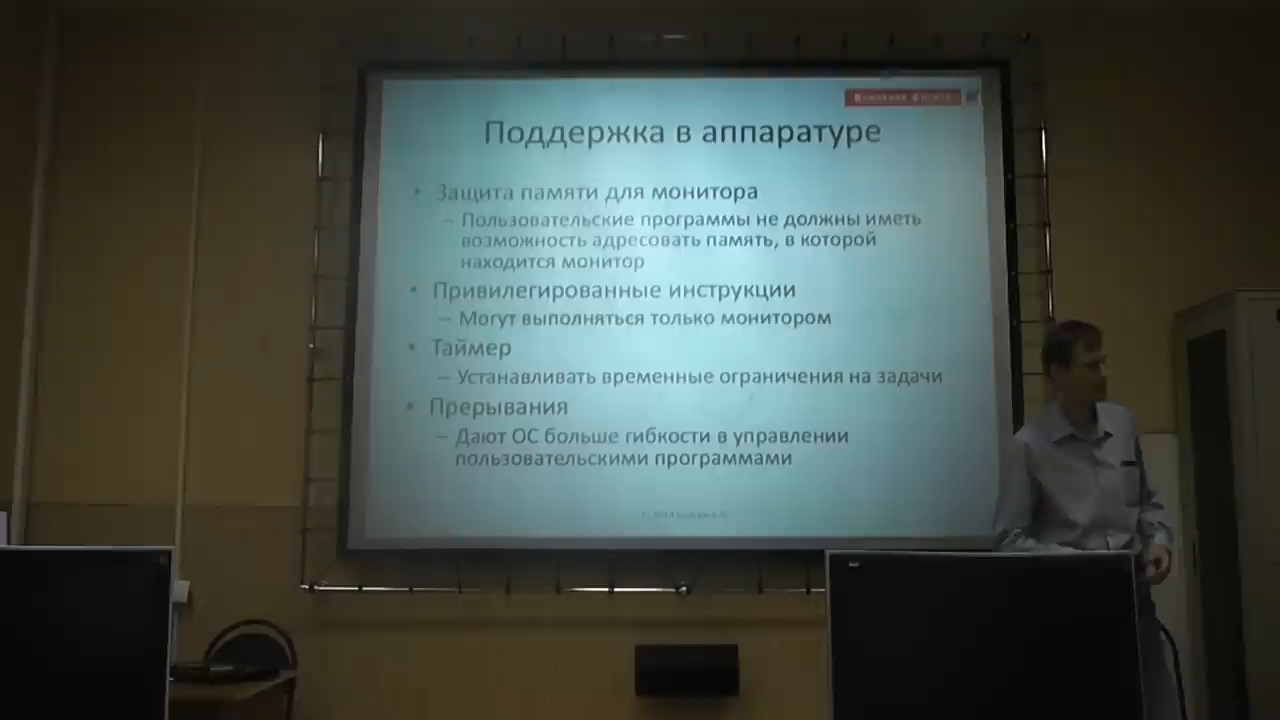 Поддержка в аппаратуре
• Защита памяти для монитора
– Пользовательские программы не должны иметь
возможность адресовать память, в которой
находится монитор
• Привилегированные инструкции
– Могут выполняться только монитором
• Таймер
– Устанавливать временные ограничения на задачи
• Прерывания
– Дают ОС больше гибкости в управлении
пользовательскими программами